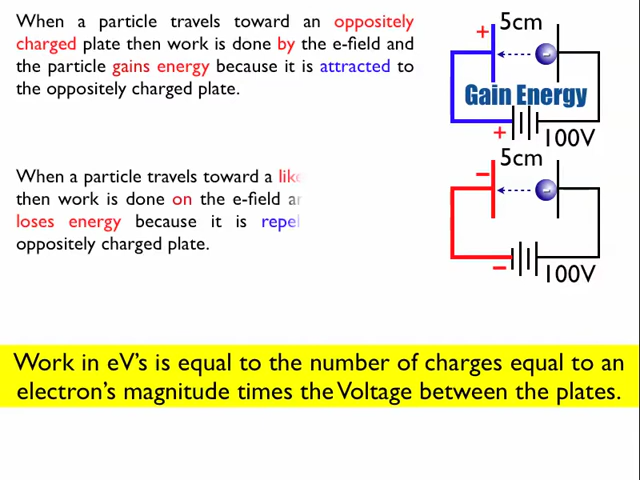 When a particle travels toward an oppositely
charged plate then work is done by the e-field and
the particle gains energy because it is attracted to
the oppositely charged plate.
+
5cm
-
Gain Energy
+
100V
When a particle travels toward a like
then work is done on the e-field
loses energy because it is repel
oppositely charged plate.
5cm
-
-
-
100V
Work in eV's is equal to the number of charges equal to an
electron's magnitude times the Voltage between the plates.